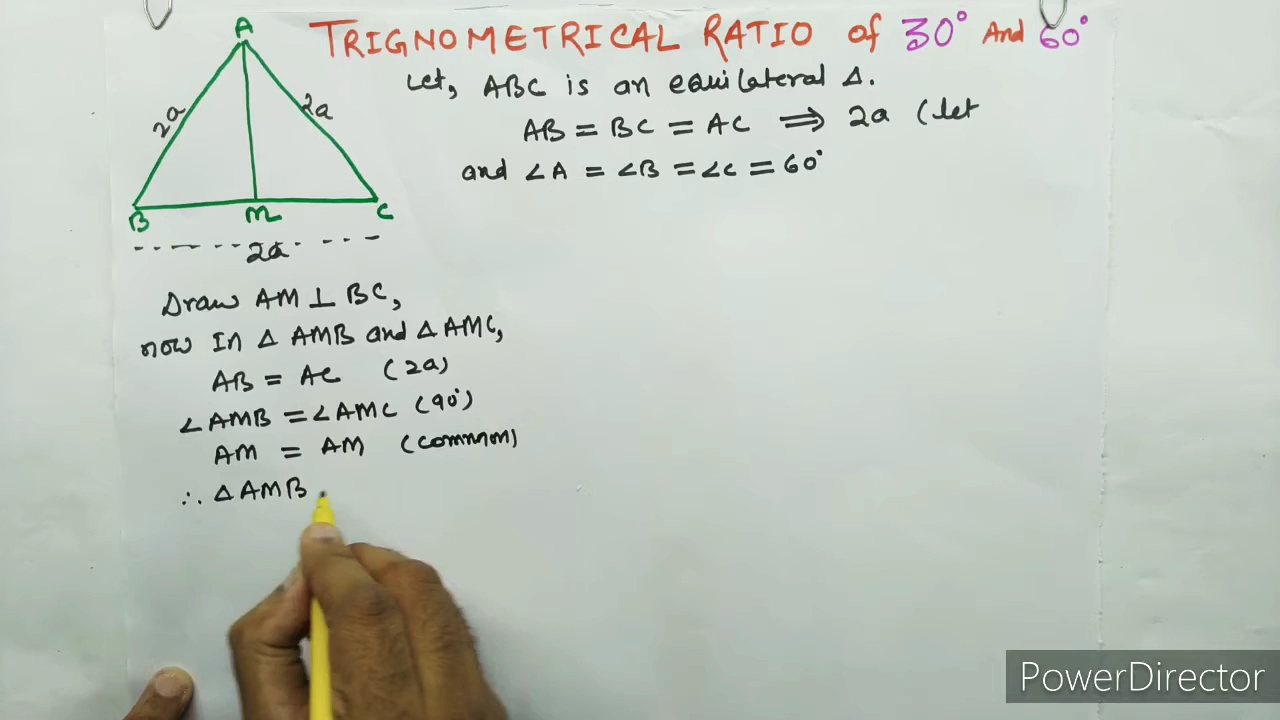 TRIGNOMETRICAL RATIO of 30° And 60°
Let, ABC is an equilateral Δ.
AB = BC = AC ⟹ 2a (let
and ∠A = ∠B = ∠C = 60°
A
2a
2a
B
M
C
2a
Draw AM ⊥ BC,
now In Δ AMB and Δ AMC,
AB = AC (2a)
∠AMB = ∠AMC (90°)
AM = AM (common)
∴ Δ AMB
PowerDirector